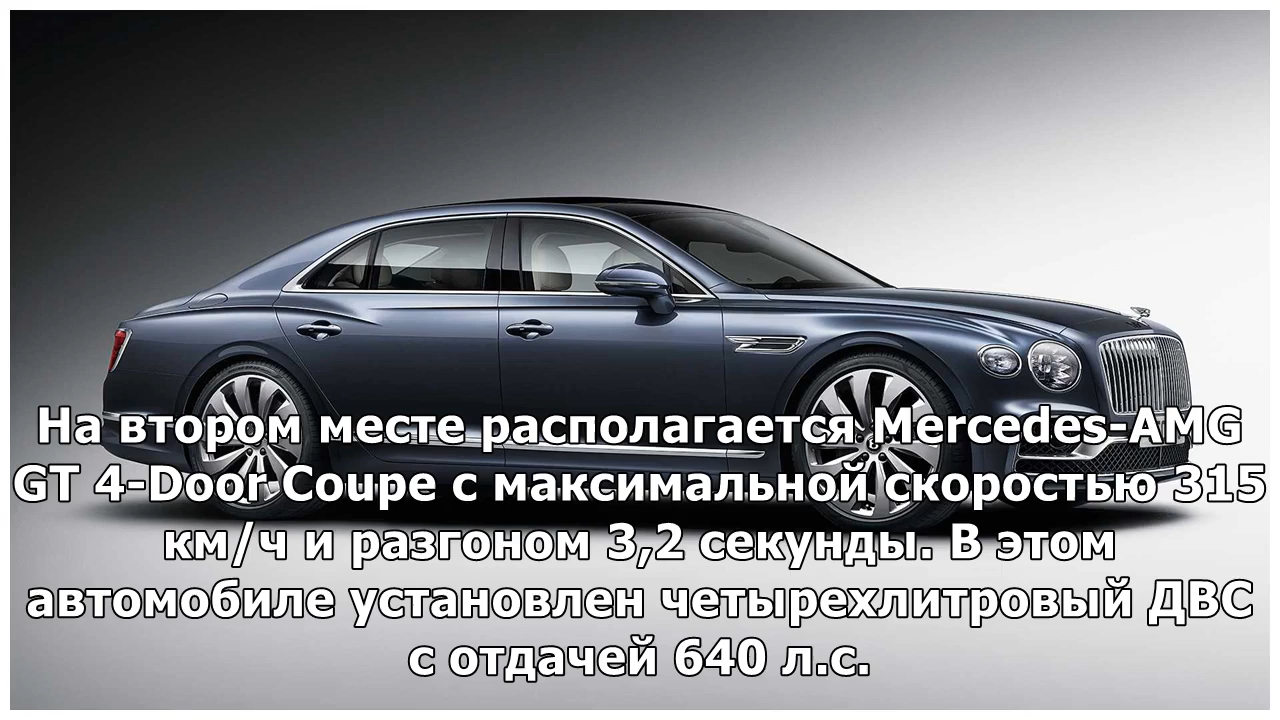 На втором месте располагается Mercedes-AMG
GT 4-Door Coupe с максимальной скоростью 315
км/ч и разгоном 3,2 секунды. В этом
автомобиле установлен четырехлитровый ДВС
с отдачей 640 л.с.